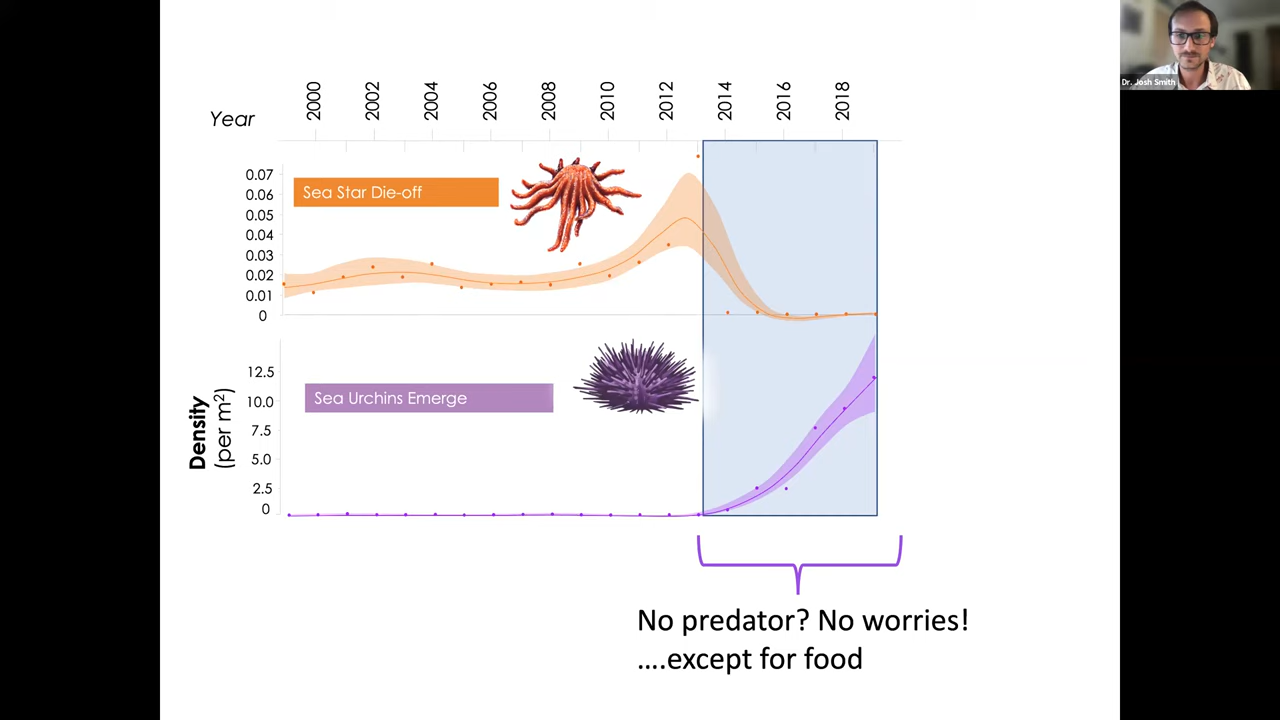 Dr. Josh Smith
Year
2000 2002 2004 2006 2008 2010 2012 2014 2016 2018
0.07
0.06
0.05
0.04
0.03
0.02
0.01
0
Sea Star Die-off
12.5
10.0
7.5
5.0
2.5
0
Sea Urchins Emerge
Density
(per m²)
No predator? No worries!
....except for food